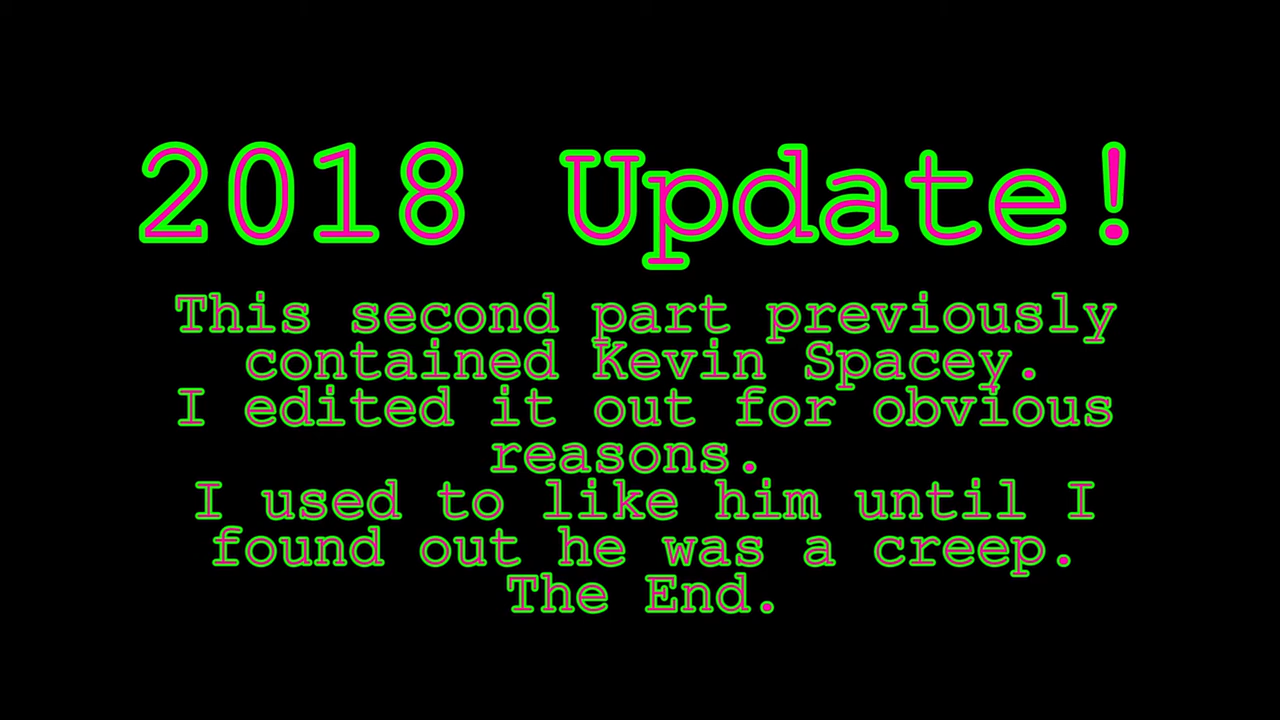 2018 Update!
This second part previously
contained Kevin Spacey.
I edited it out for obvious
reasons.
I used to like him until I
found out he was a creep.
The End.